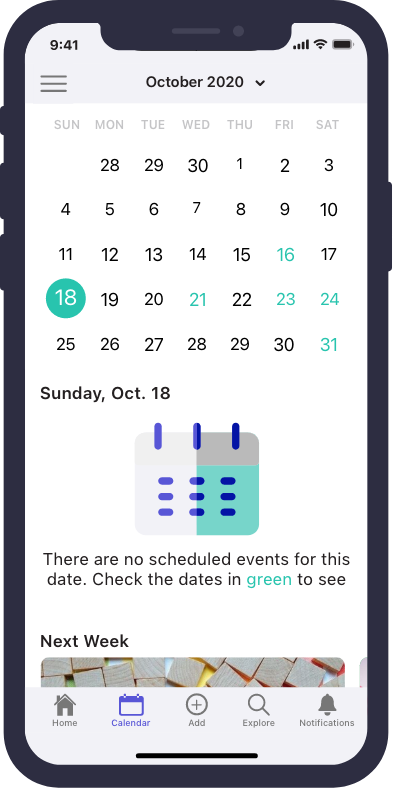 9:41
October 2020
SUN MON TUE WED THU FRI SAT
28 29 30 1 2 3
4 5 6 7 8 9 10
11 12 13 14 15 16 17
18 19 20 21 22 23 24
25 26 27 28 29 30 31
Sunday, Oct. 18
There are no scheduled events for this
date. Check the dates in green to see
Next Week
Home Calendar Add Explore Notifications